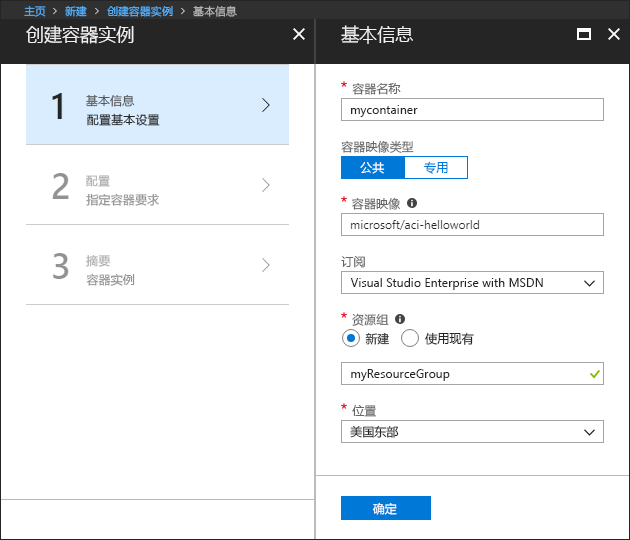 主页 > 新建 > 创建容器实例 > 基本信息
创建容器实例
1
基本信息
配置基本设置
2
配置
指定容器要求
3
摘要
容器实例
基本信息
* 容器名称
mycontainer
容器映像类型
公共 专用
* 容器映像
microsoft/aci-helloworld
订阅
Visual Studio Enterprise with MSDN
* 资源组
新建 使用现有
myResourceGroup
* 位置
美国东部
确定